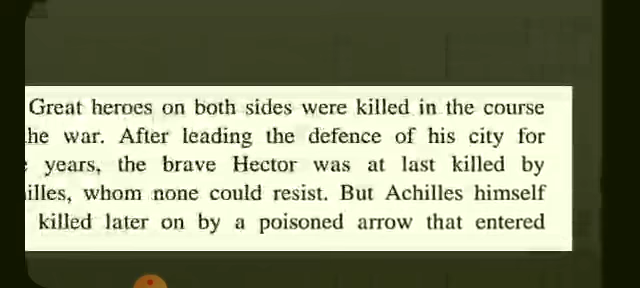 Great heroes on both sides were killed in the course
he war. After leading the defence of his city for
years, the brave Hector was at last killed by
illes, whom none could resist. But Achilles himself
killed later on by a poisoned arrow that entered